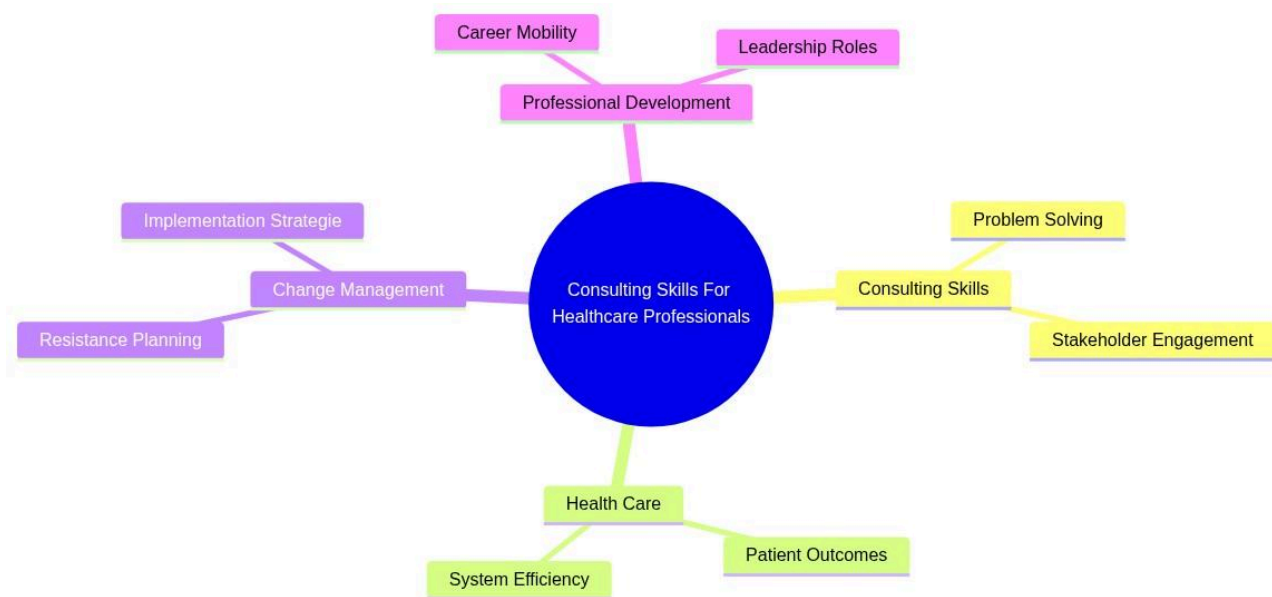 Career Mobility
Leadership Roles
Professional Development
Implementation Strategie
Problem Solving
Change Management
Consulting Skills For
Healthcare Professionals
Consulting Skills
Resistance Planning
Stakeholder Engagement
Health Care
Patient Outcomes
System Efficiency